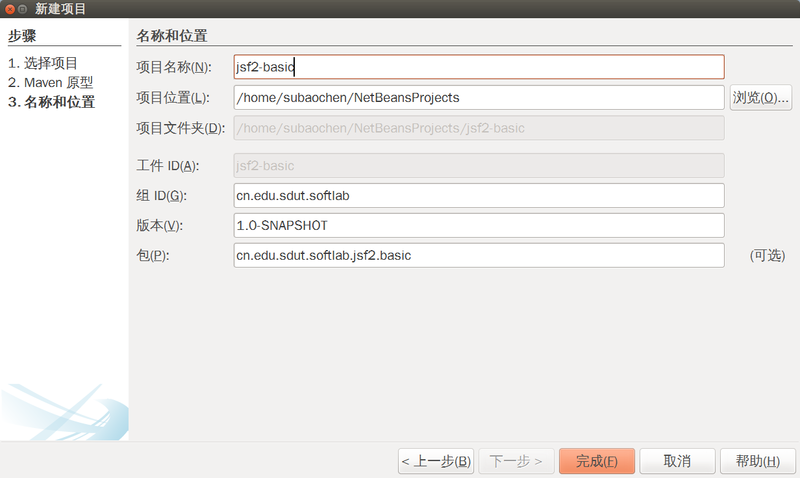 新建项目
步骤
1. 选择项目
2. Maven 原型
3. 名称和位置
名称和位置
项目名称(N): jsf2-basic
项目位置(L): /home/subaochen/NetBeansProjects 浏览(O)...
项目文件夹(D): /home/subaochen/NetBeansProjects/jsf2-basic
工件 ID(A): jsf2-basic
组 ID(G): cn.edu.sdut.softlab
版本(V): 1.0-SNAPSHOT
包(P): cn.edu.sdut.softlab.jsf2.basic (可选)
< 上一步(B) 下一步 > 完成(F) 取消 帮助(H)